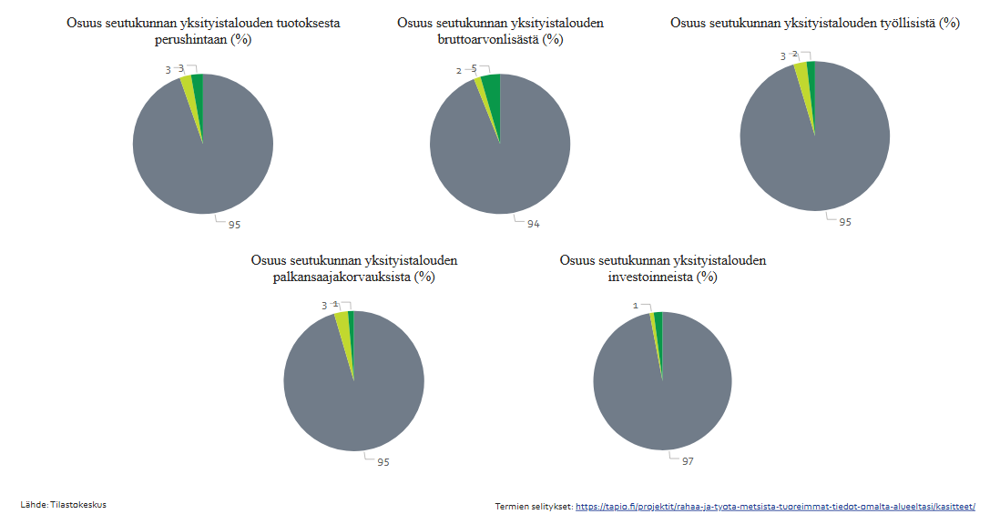 Osuus seutukunnan yksityistalouden tuotoksesta
perushintaan (%)
3 3
95
Osuus seutukunnan yksityistalouden
bruttoarvonlisästä (%)
2 5
94
Osuus seutukunnan yksityistalouden työllisistä (%)
3 2
95
Osuus seutukunnan yksityistalouden
palkansaajakorvauksista (%)
3 1
95
Osuus seutukunnan yksityistalouden
investoinneista (%)
1
97
Lähde: Tilastokeskus
Termien selitykset: https://tapio.fi/projektit/rahaa-ja-tyota-metsista-tuoreimmat-tiedot-omalta-alueeltasi/kasitteet/